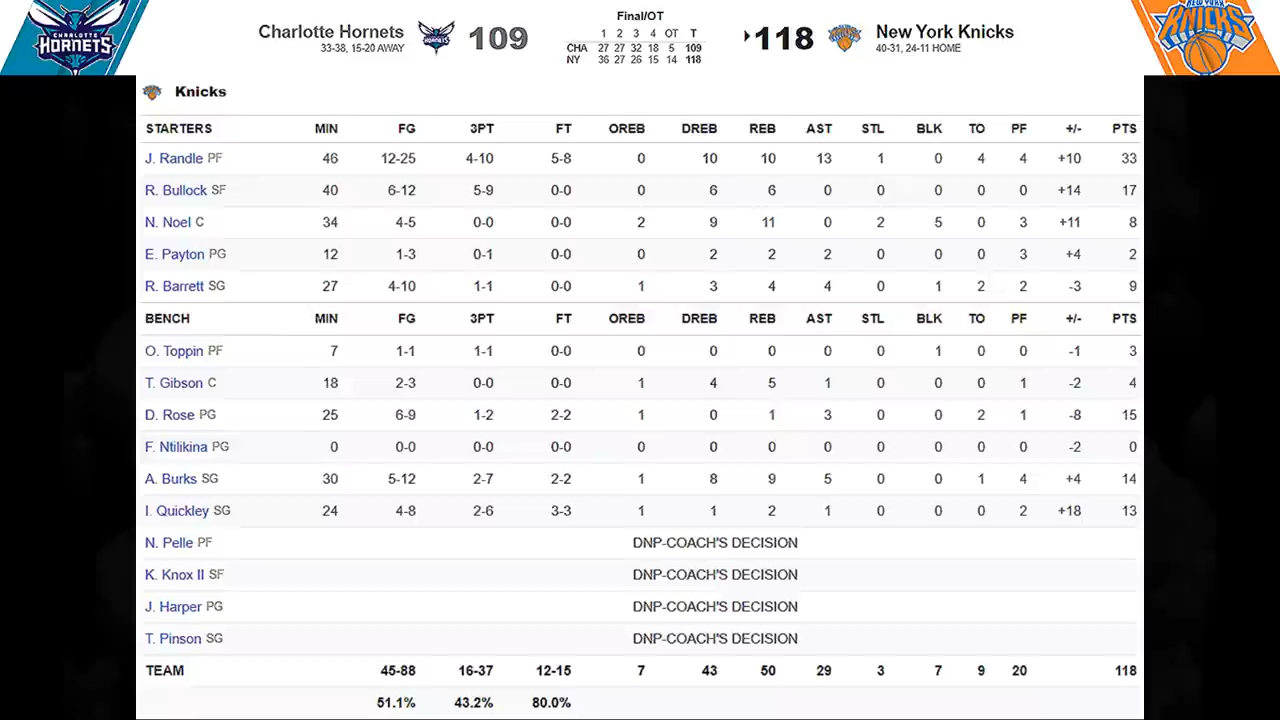 CHARLOTTE
HORNETS
Charlotte Hornets
33-38, 15-20 AWAY
109
Final/OT
1 2 3 4 OT T
CHA 27 27 32 18 5 109
NY 36 27 26 15 14 118
118
New York Knicks
40-31, 24-11 HOME
NEW YORK
KNICKS
Knicks
STARTERS MIN FG 3PT FT OREB DREB REB AST STL BLK TO PF +/- PTS
J. Randle PF 46 12-25 4-10 5-8 0 10 10 13 1 0 4 4 +10 33
R. Bullock SF 40 6-12 5-9 0-0 0 6 6 0 0 0 0 0 +14 17
N. Noel C 34 4-5 0-0 0-0 2 9 11 0 2 5 0 3 +11 8
E. Payton PG 12 1-3 0-1 0-0 0 2 2 2 0 0 0 3 +4 2
R. Barrett SG 27 4-10 1-1 0-0 1 3 4 4 0 1 2 2 -3 9
BENCH MIN FG 3PT FT OREB DREB REB AST STL BLK TO PF +/- PTS
O. Toppin PF 7 1-1 1-1 0-0 0 0 0 0 0 1 0 0 -1 3
T. Gibson C 18 2-3 0-0 0-0 1 4 5 1 0 0 0 1 -2 4
D. Rose PG 25 6-9 1-2 2-2 1 0 1 3 0 0 2 1 -8 15
F. Ntilikina PG 0 0-0 0-0 0-0 0 0 0 0 0 0 0 0 -2 0
A. Burks SG 30 5-12 2-7 2-2 1 8 9 5 0 0 1 4 +4 14
I. Quickley SG 24 4-8 2-6 3-3 1 1 2 1 0 0 0 2 +18 13
N. Pelle PF DNP-COACH'S DECISION
K. Knox II SF DNP-COACH'S DECISION
J. Harper PG DNP-COACH'S DECISION
T. Pinson SG DNP-COACH'S DECISION
TEAM 45-88 16-37 12-15 7 43 50 29 3 7 9 20 118
51.1% 43.2% 80.0%